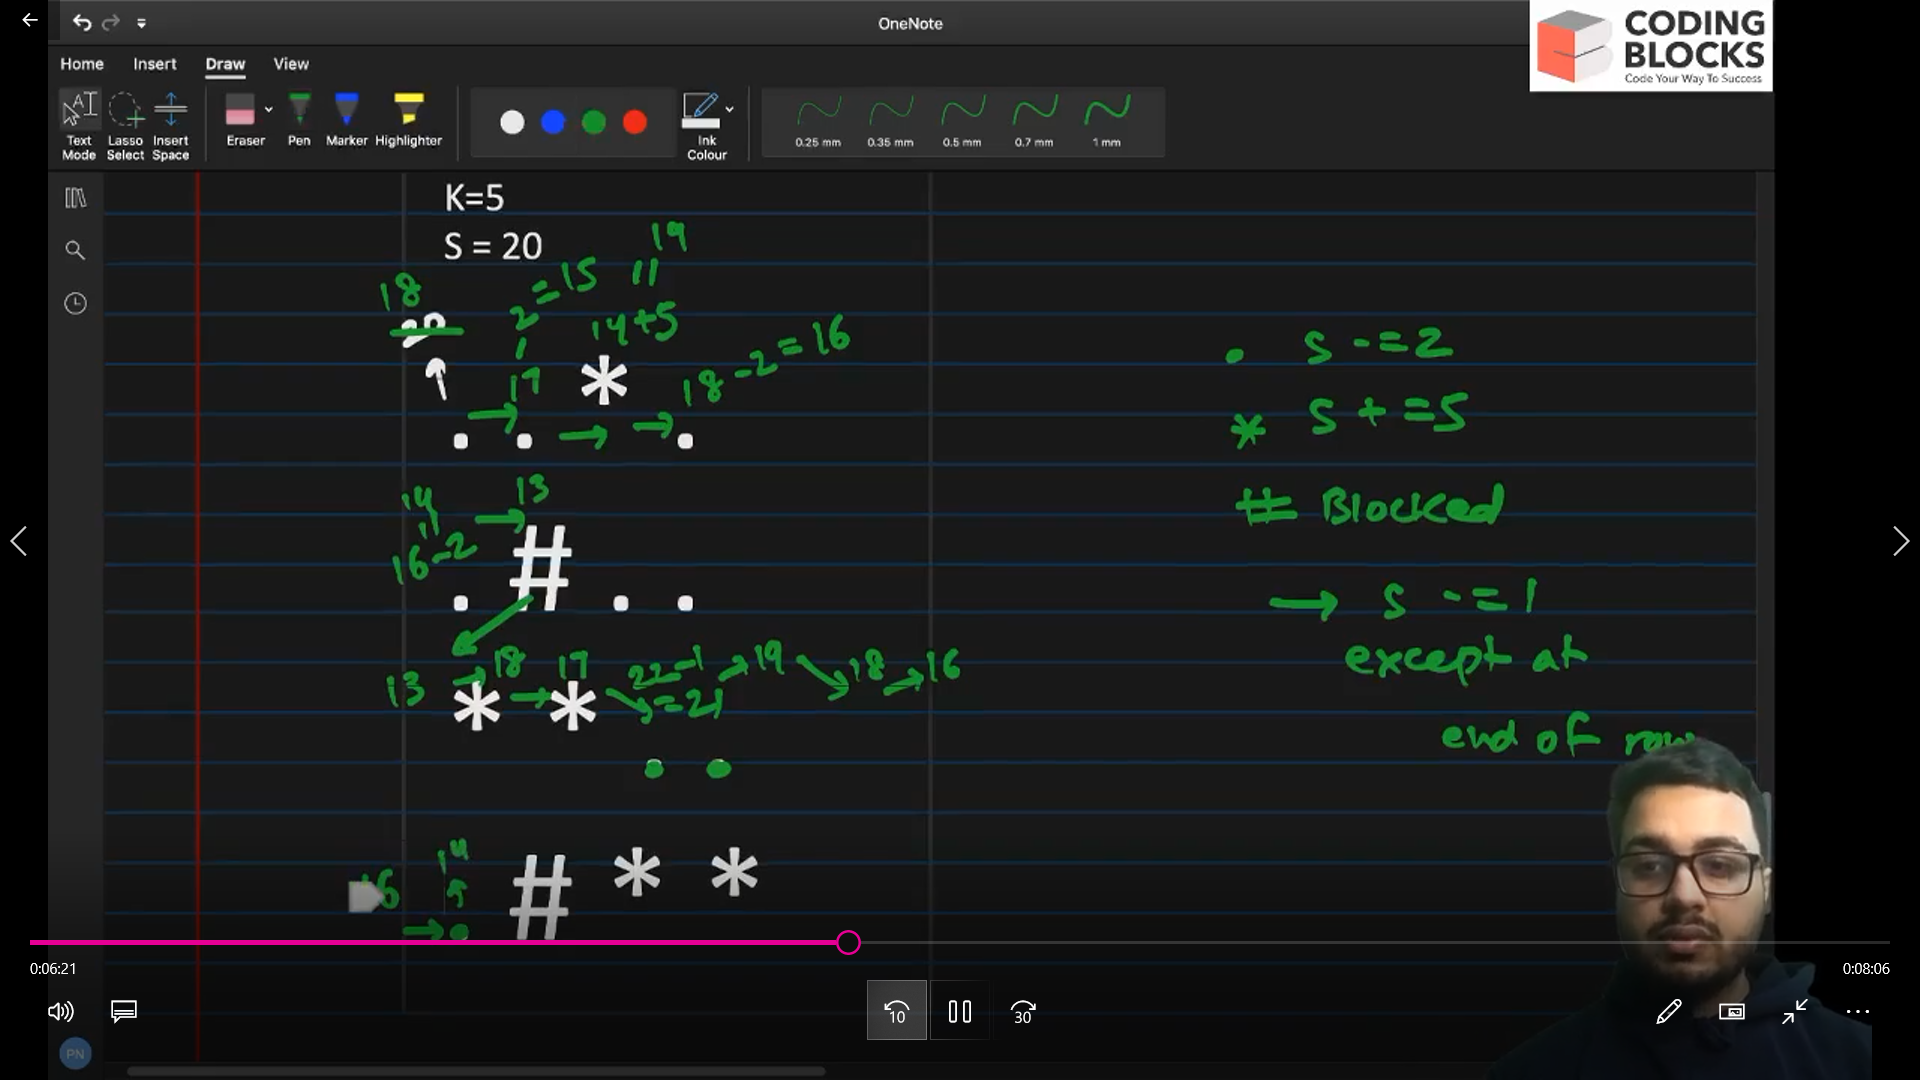 OneNote
CODING
BLOCKS
Code Your Way To Success
Home Insert Draw View
Text Mode
Lasso Select
Insert Space
Eraser
Pen
Marker
Highlighter
Ink Colour
0.25 mm
0.35 mm
0.5 mm
0.7 mm
1 mm
K=5
S = 20
19
11
18
2 = 15
14+5
1
17 * 18 - 2 = 16
. → . → → .
14
11
16-2 → 13
. # . .
13 → 18 → 17 22-1 → 19 → 18 → 16
* * = 21
. .
16 14
→ . # * *
. S -= 2
* S += 5
# Blocked
→ S -= 1
except at
end of row
0:06:21
0:08:06
10
30
PN